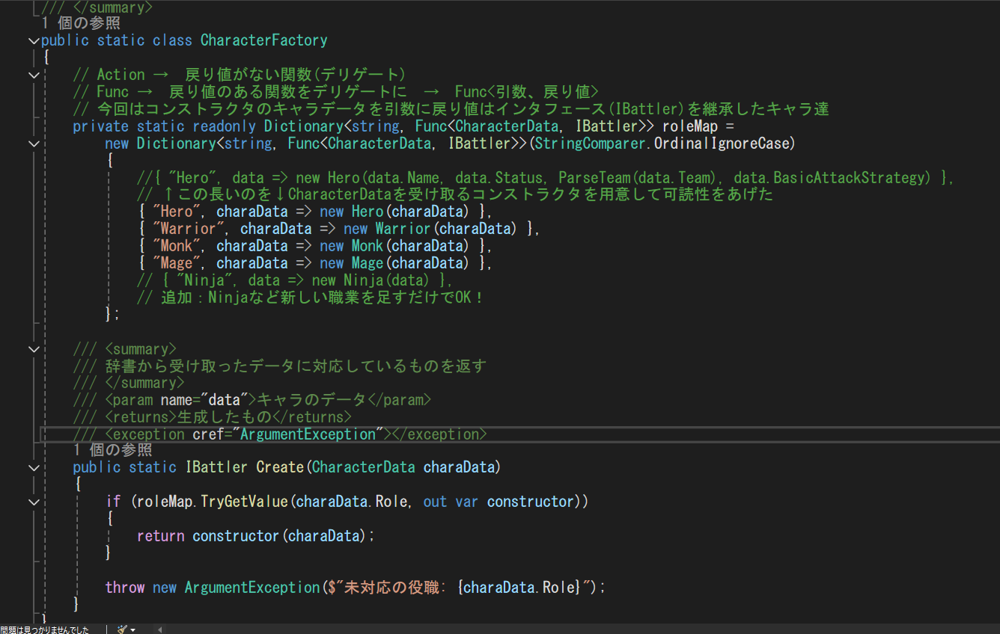 /// </summary>
1 個の参照
public static class CharacterFactory
{
// Action → 戻り値がない関数(デリゲート)
// Func → 戻り値のある関数をデリゲートに → Func<引数、戻り値>
// 今回はコンストラクタのキャラデータを引数に戻り値はインタフェース(IBattler)を継承したキャラ達
private static readonly Dictionary<string, Func<CharacterData, IBattler>> roleMap =
new Dictionary<string, Func<CharacterData, IBattler>>(StringComparer.OrdinalIgnoreCase)
{
//{ "Hero", data => new Hero(data.Name, data.Status, ParseTeam(data.Team), data.BasicAttackStrategy) },
// ↑この長いのを↓CharacterDataを受け取るコンストラクタを用意して可読性をあげた
{ "Hero", charaData => new Hero(charaData) },
{ "Warrior", charaData => new Warrior(charaData) },
{ "Monk", charaData => new Monk(charaData) },
{ "Mage", charaData => new Mage(charaData) },
// { "Ninja", data => new Ninja(data) },
// 追加：Ninjaなど新しい職業を足すだけでOK！
};
/// <summary>
/// 辞書から受け取ったデータに対応しているものを返す
/// </summary>
/// <param name="data">キャラのデータ</param>
/// <returns>生成したもの</returns>
/// <exception cref="ArgumentException"></exception>
1 個の参照
public static IBattler Create(CharacterData charaData)
{
if (roleMap.TryGetValue(charaData.Role, out var constructor))
{
return constructor(charaData);
}
throw new ArgumentException($"未対応の役職: {charaData.Role}");
}
}
問題は見つかりませんでした